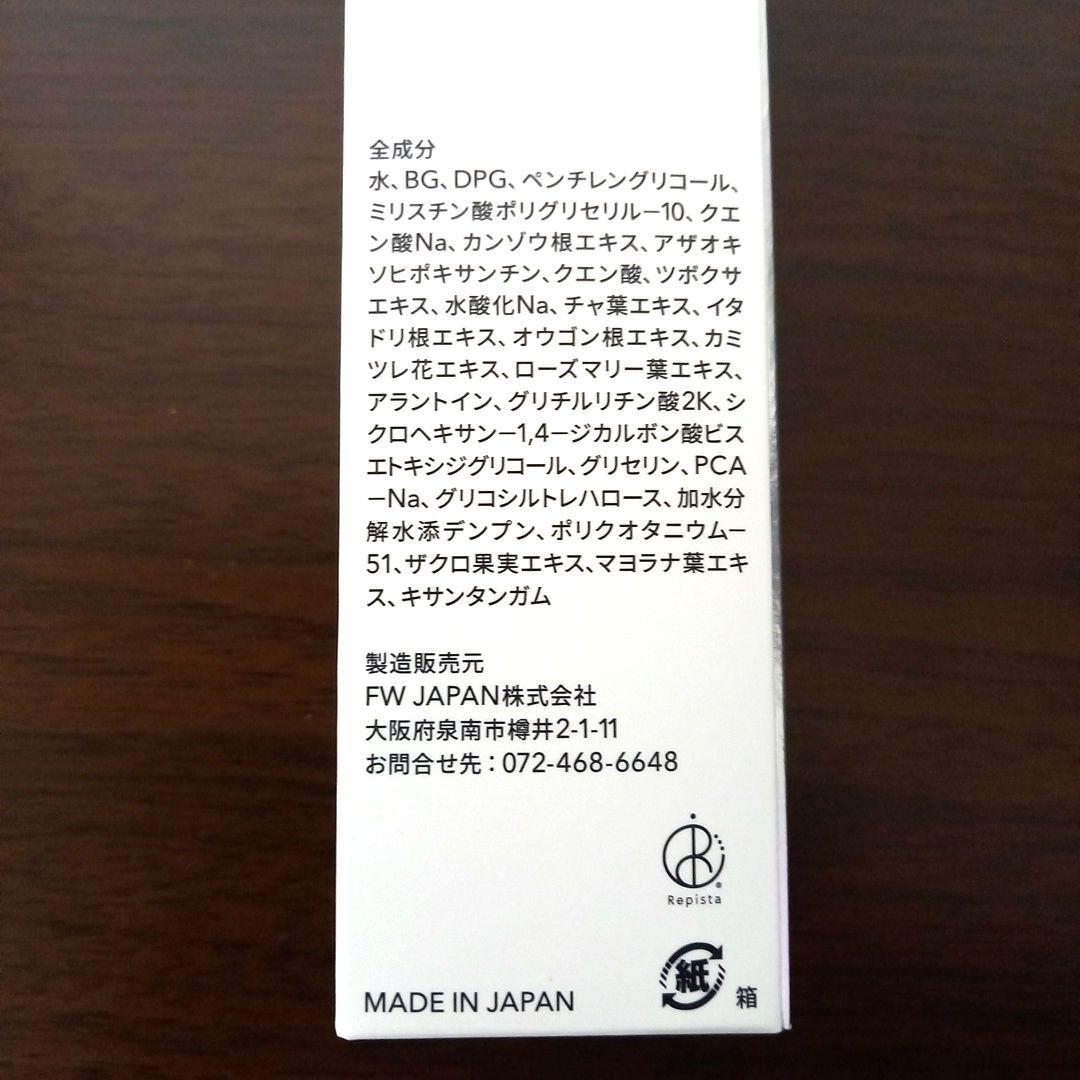 全成分
水、BG、DPG、ペンチレングリコール、
ミリスチン酸ポリグリセリルー10、クエ
ン酸Na、カンゾウ根エキス、アザオキ
ソヒポキサンチン、クエン酸、ツボクサ
エキス、水酸化Na、チャ葉エキス、イタ
ドリ根エキス、オウゴン根エキス、カミ
ツレ花エキス、ローズマリー葉エキス、
アラントイン、グリチルリチン酸2K、シ
クロヘキサンー1,4ージカルボン酸ビス
エトキシジグリコール、グリセリン、PCA
ーNa、グリコシルトレハロース、加水分
解水添デンプン、ポリクオタニウムー
51、ザクロ果実エキス、マヨラナ葉エキ
ス、キサンタンガム
製造販売元
FW JAPAN株式会社
大阪府泉南市樽井2-1-11
お問合せ先：072-468-6648
Repista
紙
箱
MADE IN JAPAN